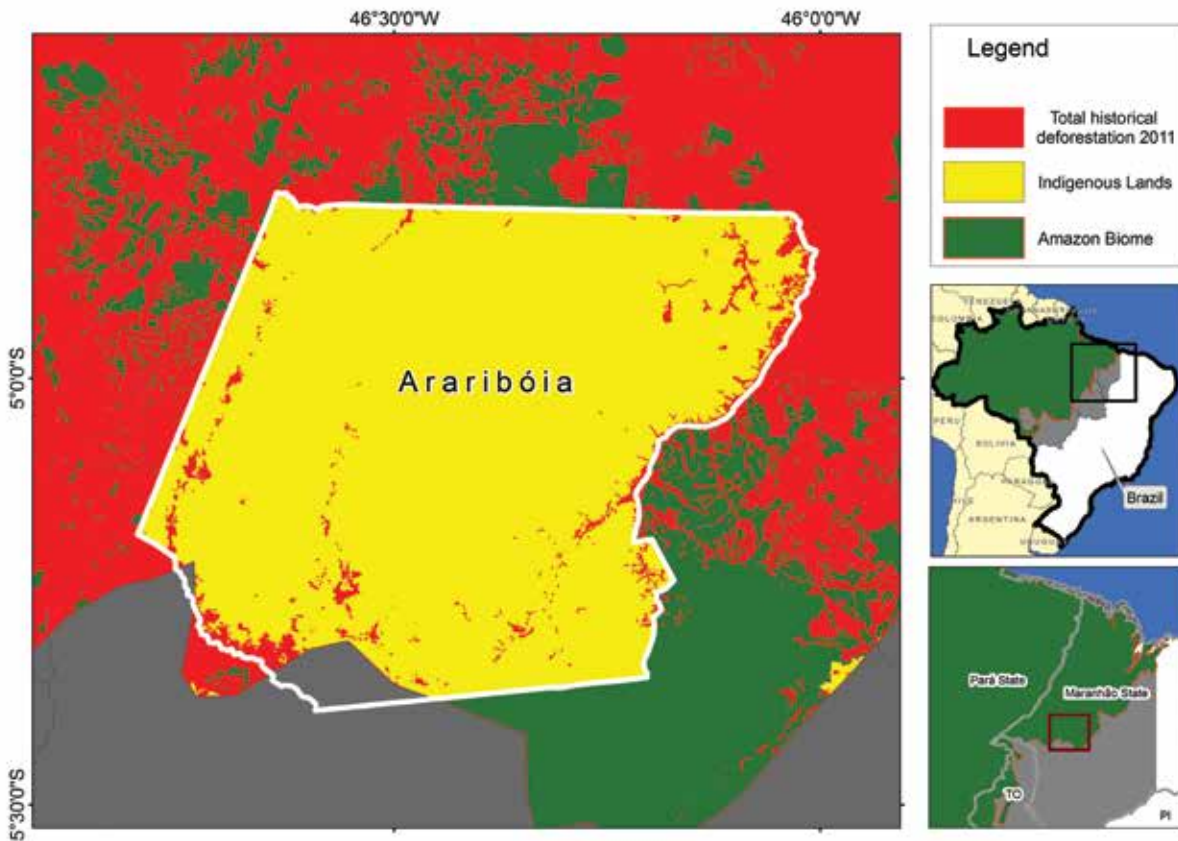 46°30'0"W
46°0'0"W
5°0'0"S
5°30'0"S
Araribóia
Legend
Total historical
deforestation 2011
Indigenous Lands
Amazon Biome
COLOMBIA
PERU
BOLIVIA
ARGENTINA
Brazil
Pará State
Maranhão State
TO
PI